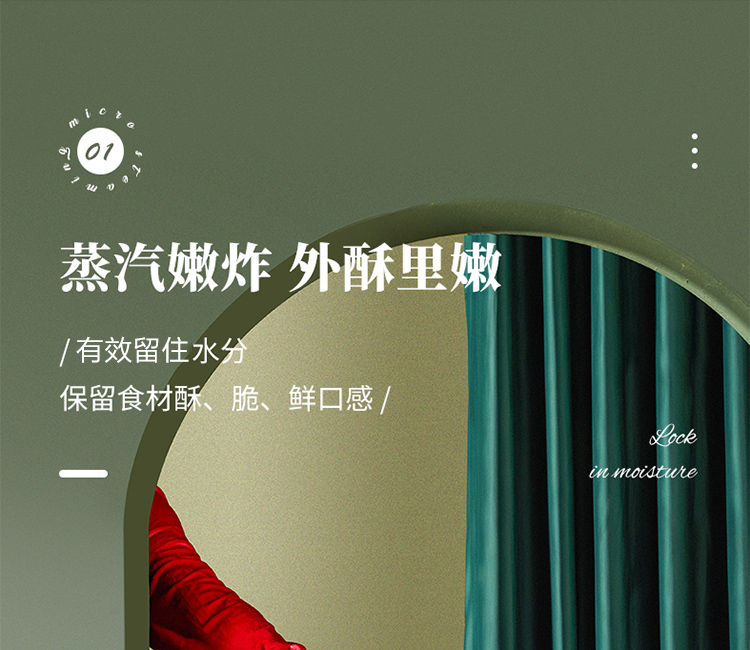 micro steaming
01
蒸汽嫩炸 外酥里嫩
/ 有效留住水分
保留食材酥、脆、鲜口感 /
Lock
in moisture